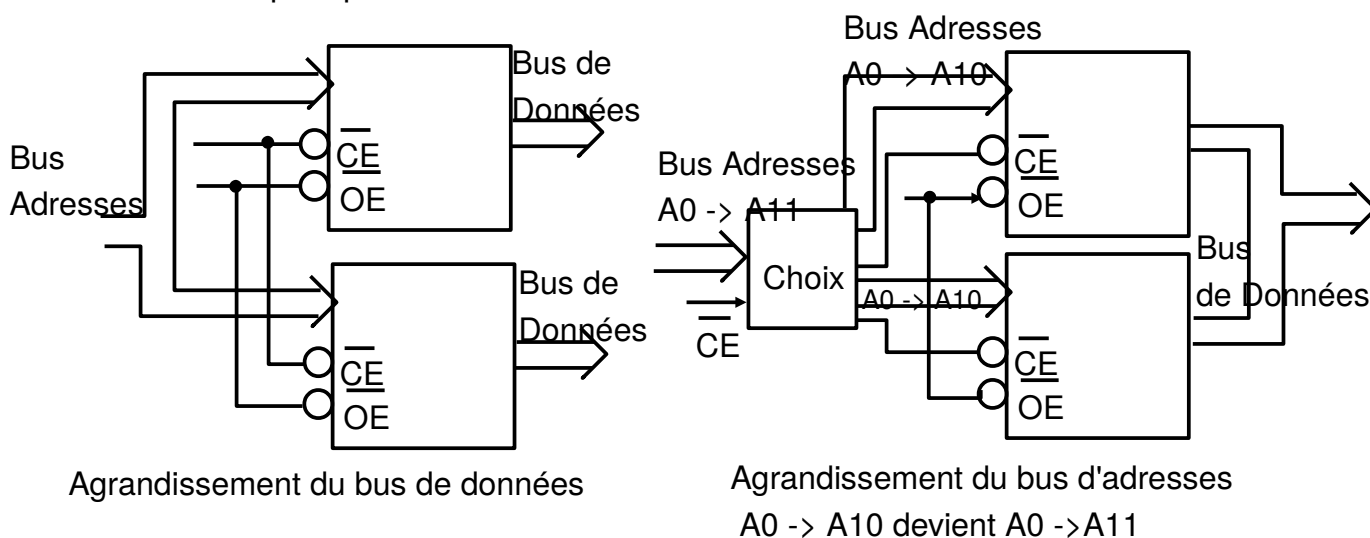 Bus de
Données
Bus
Adresses
CE
OE
Bus de
Données
CE
OE
Agrandissement du bus de données
Bus Adresses
A0 -> A10
Bus Adresses
A0 -> A11
CE
OE
Choix
A0 -> A10
CE
Bus
de Données
CE
OE
Agrandissement du bus d'adresses
A0 -> A10 devient A0 ->A11